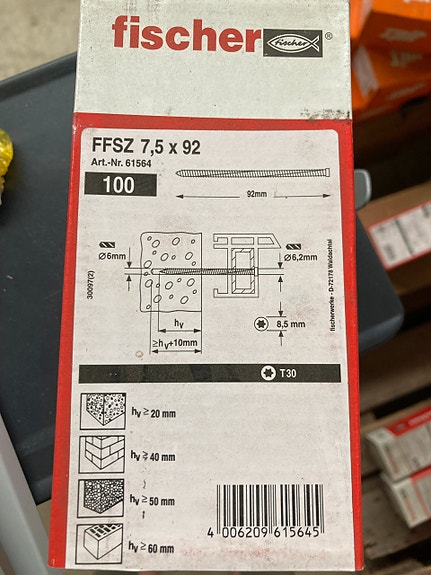 fischer
fischer
®
FFSZ 7,5 x 92
Art.-Nr. 61564
100
92mm
Ø6mm
Ø6,2mm
30097(2)
fischerwerke - D-72178 Waldachtal
hv
8,5 mm
≥hv+10mm
T30
hv ≥ 20 mm
hv ≥ 40 mm
hv ≥ 50 mm
hv ≥ 60 mm
4 006209 615645